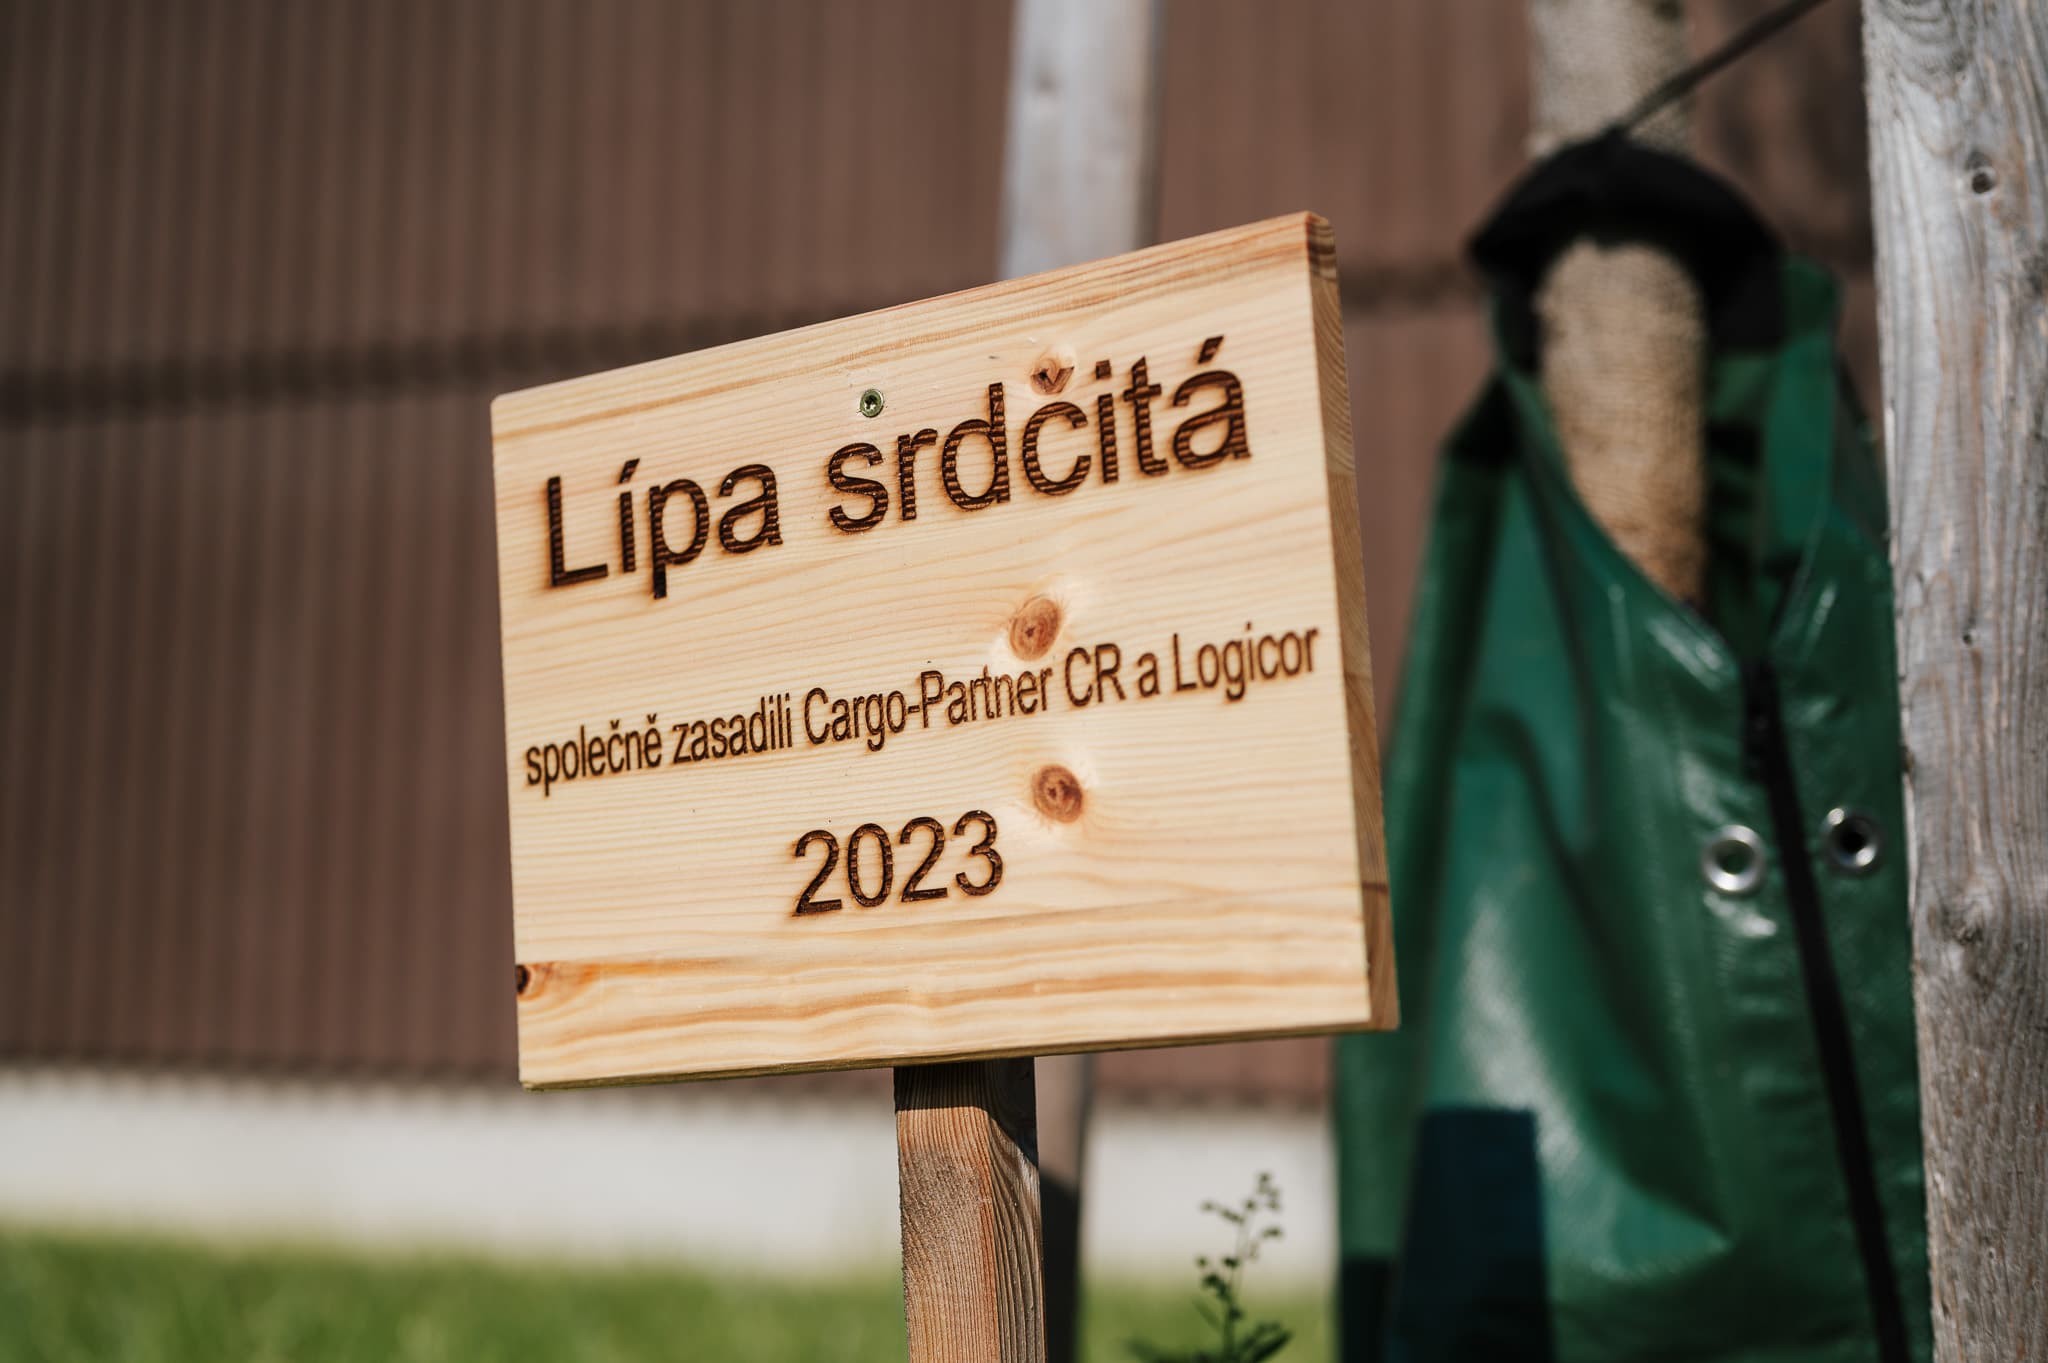 Lípa srdčitá
společně zasadili Cargo-Partner CR a Logicor
2023